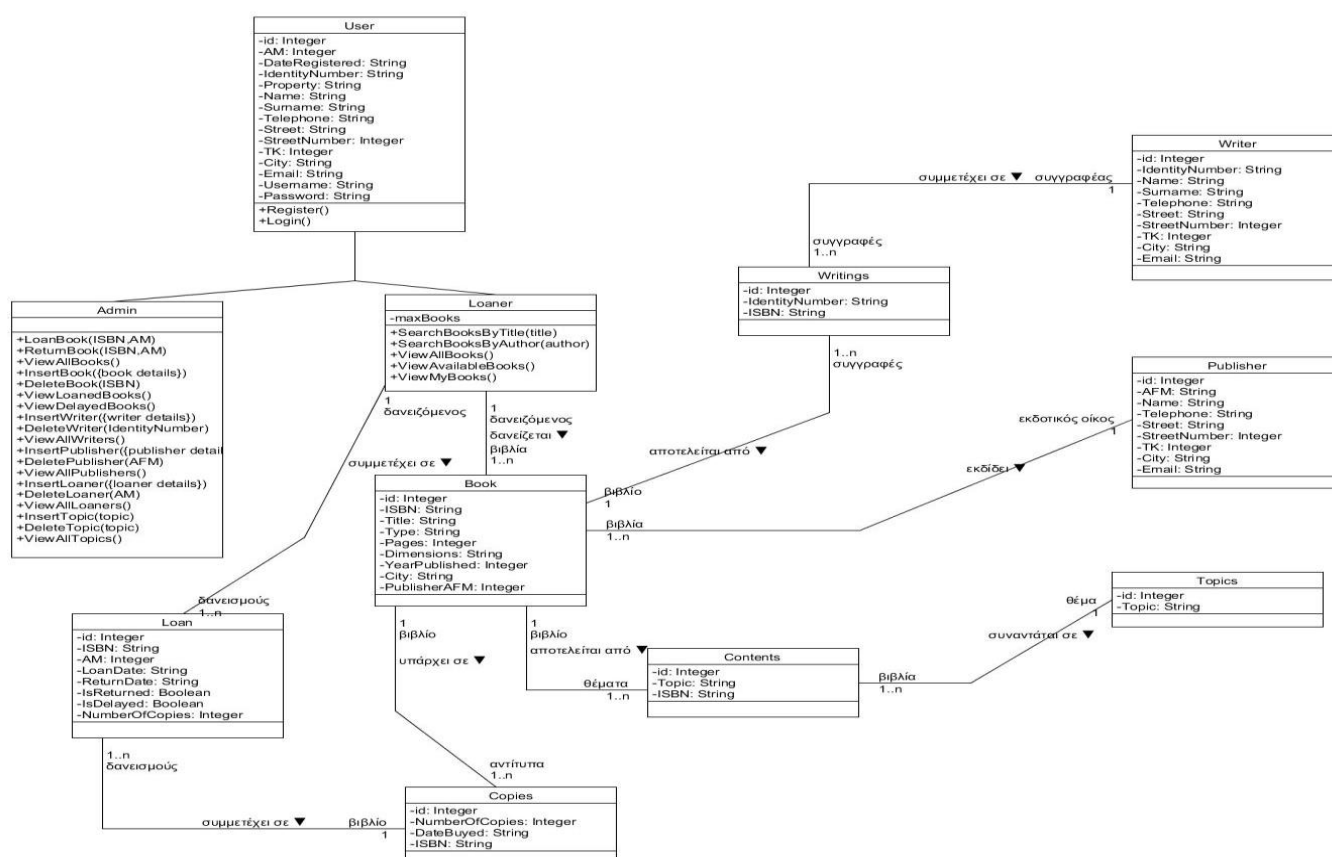 User
-id: Integer
-AM: Integer
-DateRegistered: String
-IdentityNumber: String
-Property: String
-Name: String
-Surname: String
-Telephone: String
-Street: String
-StreetNumber: Integer
-TK: Integer
-City: String
-Email: String
-Username: String
-Password: String
+Register()
+Login()
Writer
-id: Integer
-IdentityNumber: String
-Name: String
-Surname: String
-Telephone: String
-Street: String
-StreetNumber: Integer
-TK: Integer
-City: String
-Email: String
συμμετέχει σε ▼
συγγραφέας
1
συγγραφές
1..n
Writings
-id: Integer
-IdentityNumber: String
-ISBN: String
1..n
συγγραφές
Admin
+LoanBook(ISBN,AM)
+ReturnBook(ISBN,AM)
+ViewAllBooks()
+InsertBook({book details})
+DeleteBook(ISBN)
+ViewLoanedBooks()
+ViewDelayedBooks()
+InsertWriter({writer details})
+DeleteWriter(IdentityNumber)
+ViewAllWriters()
+InsertPublisher({publisher detail
+DeletePublisher(AFM)
+ViewAllPublishers()
+InsertLoaner({loaner details})
+DeleteLoaner(AM)
+ViewAllLoaners()
+InsertTopic(topic)
+DeleteTopic(topic)
+ViewAllTopics()
Loaner
-maxBooks
+SearchBooksByTitle(title)
+SearchBooksByAuthor(author)
+ViewAllBooks()
+ViewAvailableBooks()
+ViewMyBooks()
1
δανειζόμενος
1
δανειζόμενος
δανείζεται ▼
βιβλία
1..n
συμμετέχει σε ▼
Publisher
-id: Integer
-AFM: String
-Name: String
-Telephone: String
-Street: String
-StreetNumber: Integer
-TK: Integer
-City: String
-Email: String
εκδοτικός οίκος
1
εκδίδει ▼
αποτελείται από ▼
βιβλίο
1
βιβλία
1..n
Book
-id: Integer
-ISBN: String
-Title: String
-Type: String
-Pages: Integer
-Dimensions: String
-YearPublished: Integer
-City: String
-PublisherAFM: Integer
δανεισμούς
1..n
Loan
-id: Integer
-ISBN: String
-AM: Integer
-LoanDate: String
-ReturnDate: String
-IsReturned: Boolean
-IsDelayed: Boolean
-NumberOfCopies: Integer
1
βιβλίο
υπάρχει σε ▼
1
βιβλίο
αποτελείται από ▼
θέματα
1..n
Contents
-id: Integer
-Topic: String
-ISBN: String
βιβλία
1..n
συναντάται σε ▼
θέμα
1
Topics
-id: Integer
-Topic: String
1..n
δανεισμούς
συμμετέχει σε ▼
βιβλίο
1
αντίτυπα
1..n
Copies
-id: Integer
-NumberOfCopies: Integer
-DateBuyed: String
-ISBN: String